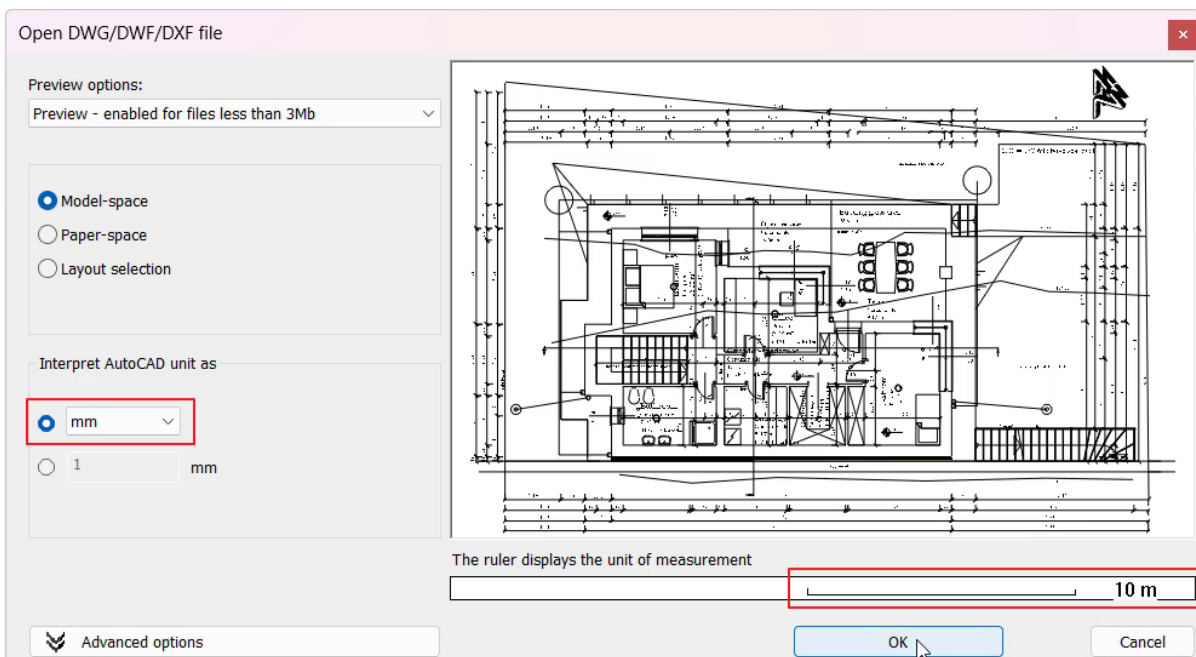 Open DWG/DWF/DXF file
Preview options:
Preview - enabled for files less than 3Mb
Model-space
Paper-space
Layout selection
Interpret AutoCAD unit as
mm
1 mm
The ruler displays the unit of measurement
10 m
Advanced options
OK
Cancel